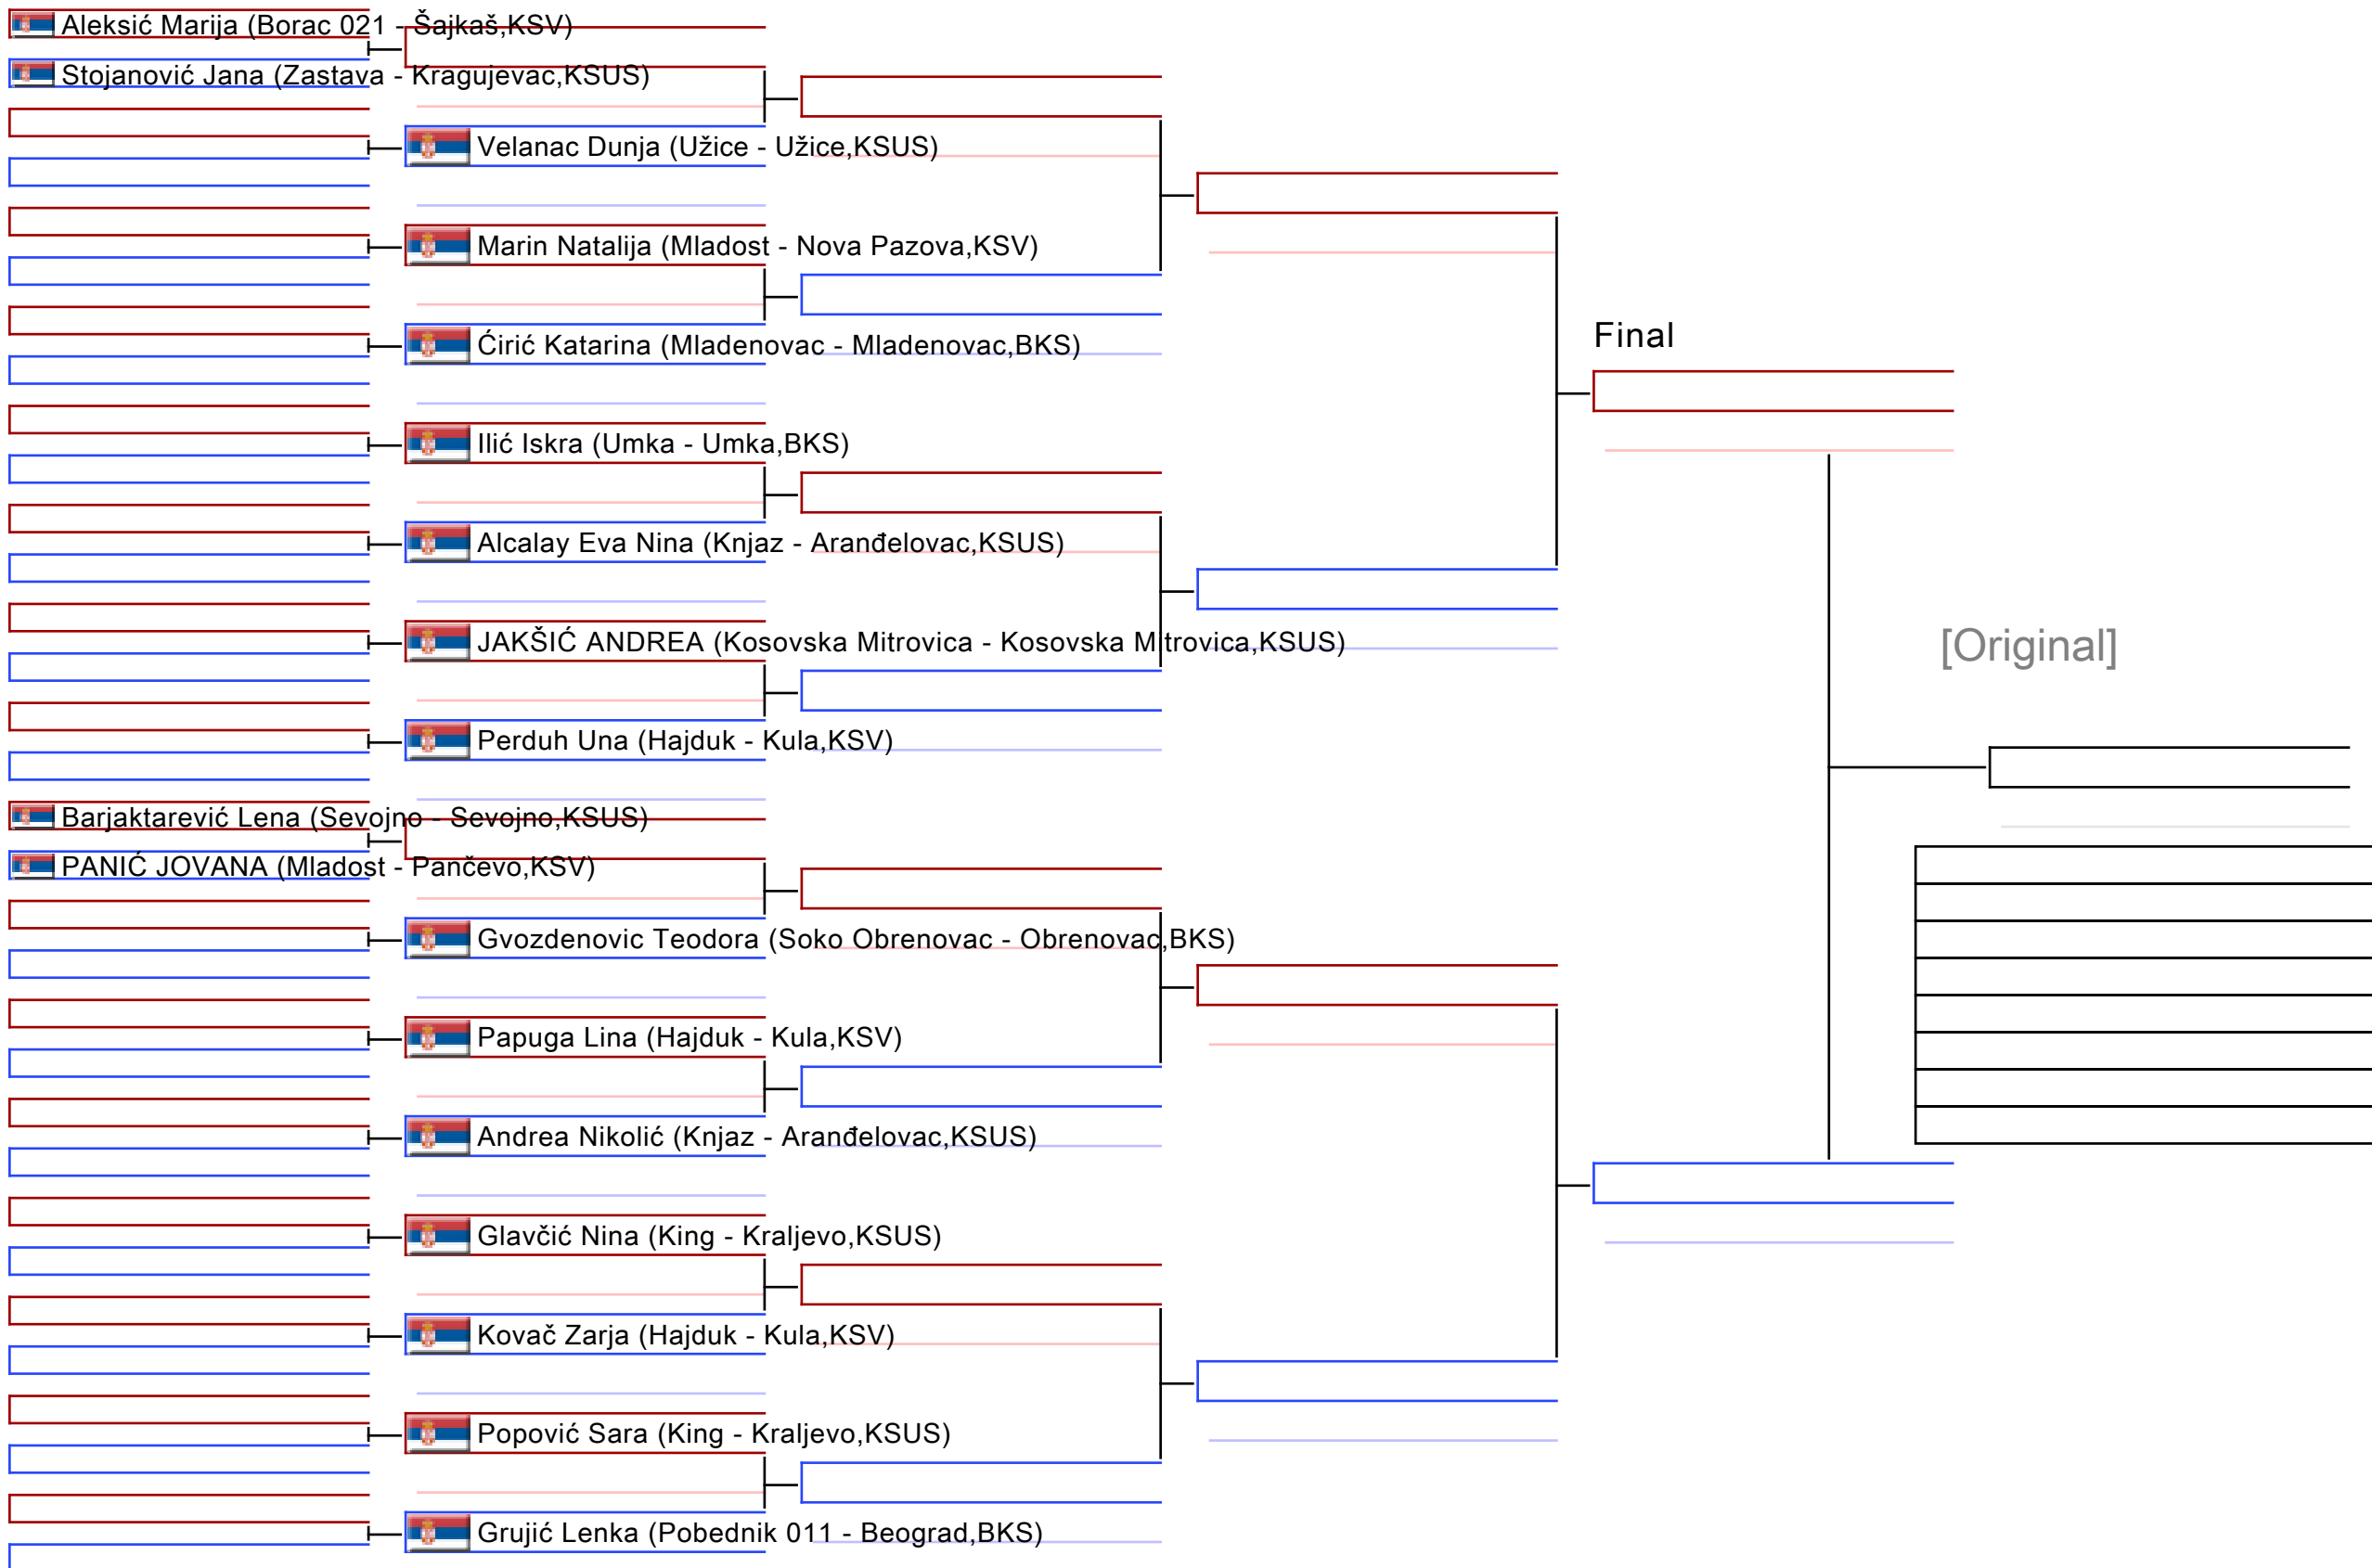 Aleksić Marija (Borac 021 - Šajkaš,KSV)
Stojanović Jana (Zastava - Kragujevac,KSUS)
Velanac Dunja (Užice - Užice,KSUS)
Marin Natalija (Mladost - Nova Pazova,KSV)
Ćirić Katarina (Mladenovac - Mladenovac,BKS)
Final
Ilić Iskra (Umka - Umka,BKS)
Alcalay Eva Nina (Knjaz - Aranđelovac,KSUS)
JAKŠIĆ ANDREA (Kosovska Mitrovica - Kosovska Mitrovica,KSUS)
[Original]
Perduh Una (Hajduk - Kula,KSV)
Barjaktarević Lena (Sevojno - Sevojno,KSUS)
PANIĆ JOVANA (Mladost - Pančevo,KSV)
Gvozdenovic Teodora (Soko Obrenovac - Obrenovac,BKS)
Papuga Lina (Hajduk - Kula,KSV)
Andrea Nikolić (Knjaz - Aranđelovac,KSUS)
Glavčić Nina (King - Kraljevo,KSUS)
Kovač Zarja (Hajduk - Kula,KSV)
Popović Sara (King - Kraljevo,KSUS)
Grujić Lenka (Pobednik 011 - Beograd,BKS)